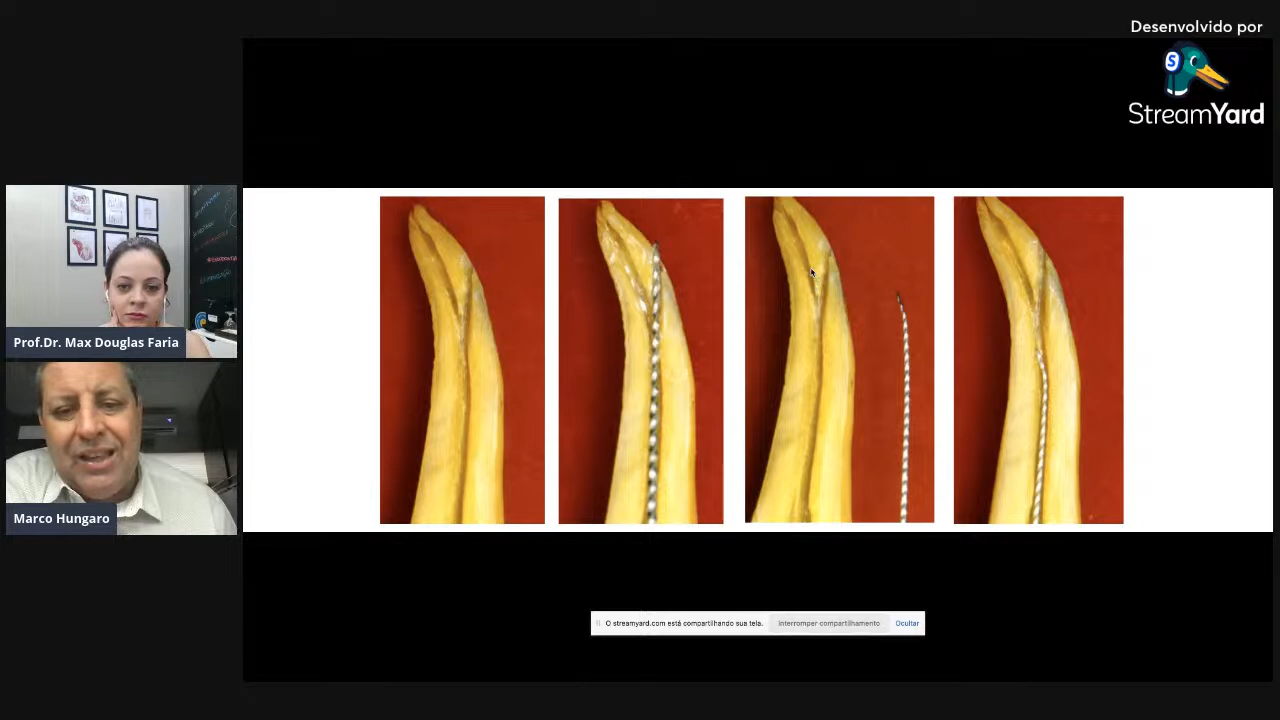 Desenvolvido por
S
StreamYard
Prof.Dr. Max Douglas Faria
Marco Hungaro
O streamyard.com está compartilhando sua tela.
Interromper compartilhamento
Ocultar